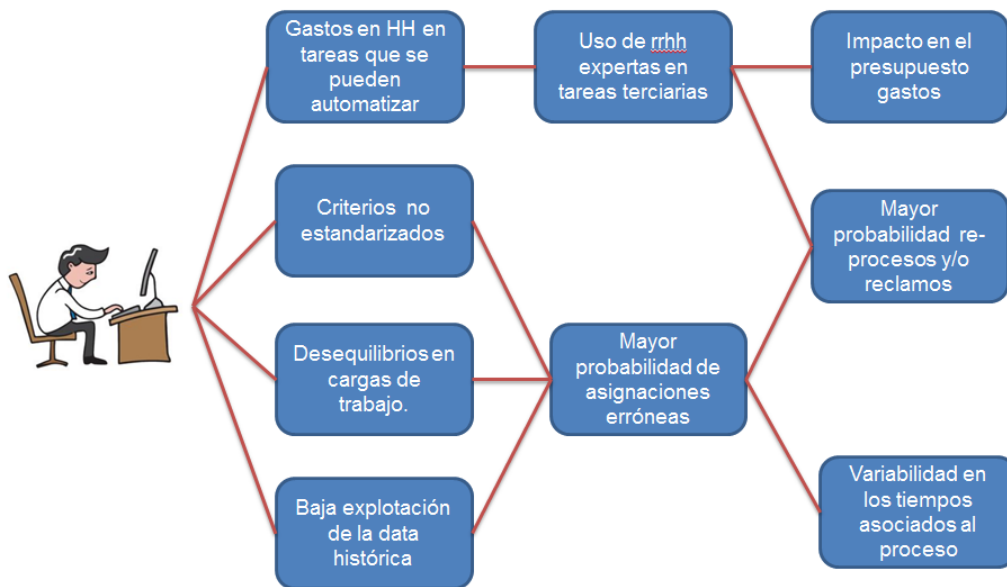 Gastos en HH en
tareas que se
pueden
automatizar
Uso de rrhh
expertas en
tareas terciarias
Impacto en el
presupuesto
gastos
Criterios no
estandarizados
Mayor
probabilidad re-
procesos y/o
reclamos
Desequilibrios en
cargas de
trabajo.
Mayor
probabilidad de
asignaciones
erróneas
Baja explotación
de la data
histórica
Variabilidad en
los tiempos
asociados al
proceso